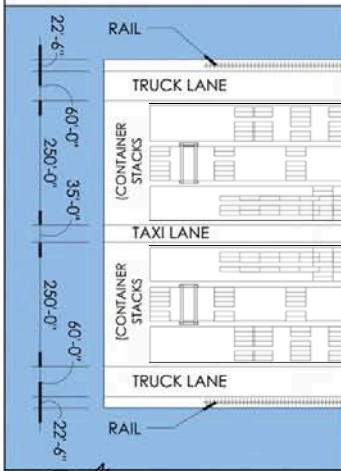 RAIL
22'-6"
TRUCK LANE
60'-0"
(CONTAINER
STACKS
250'-0"
35'-0"
TAXI LANE
(CONTAINER
STACKS
250'-0"
60'-0"
TRUCK LANE
22'-6"
RAIL